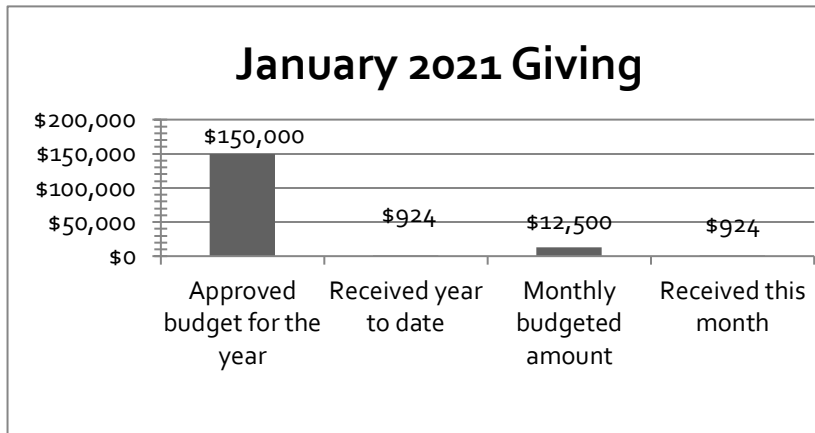 January 2021 Giving
$200,000
$150,000
$100,000
$50,000
$0
$150,000
$924
$12,500
$924
Approved
budget for the
year
Received year
to date
Monthly
budgeted
amount
Received this
month